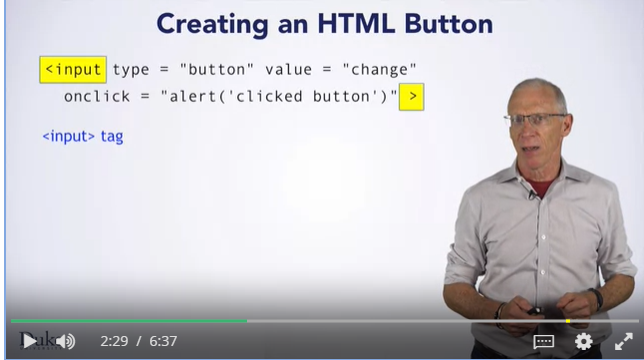 Creating an HTML Button
<input type = "button" value = "change"
onclick = "alert('clicked button')" >
<input> tag
Duke
2:29 / 6:37